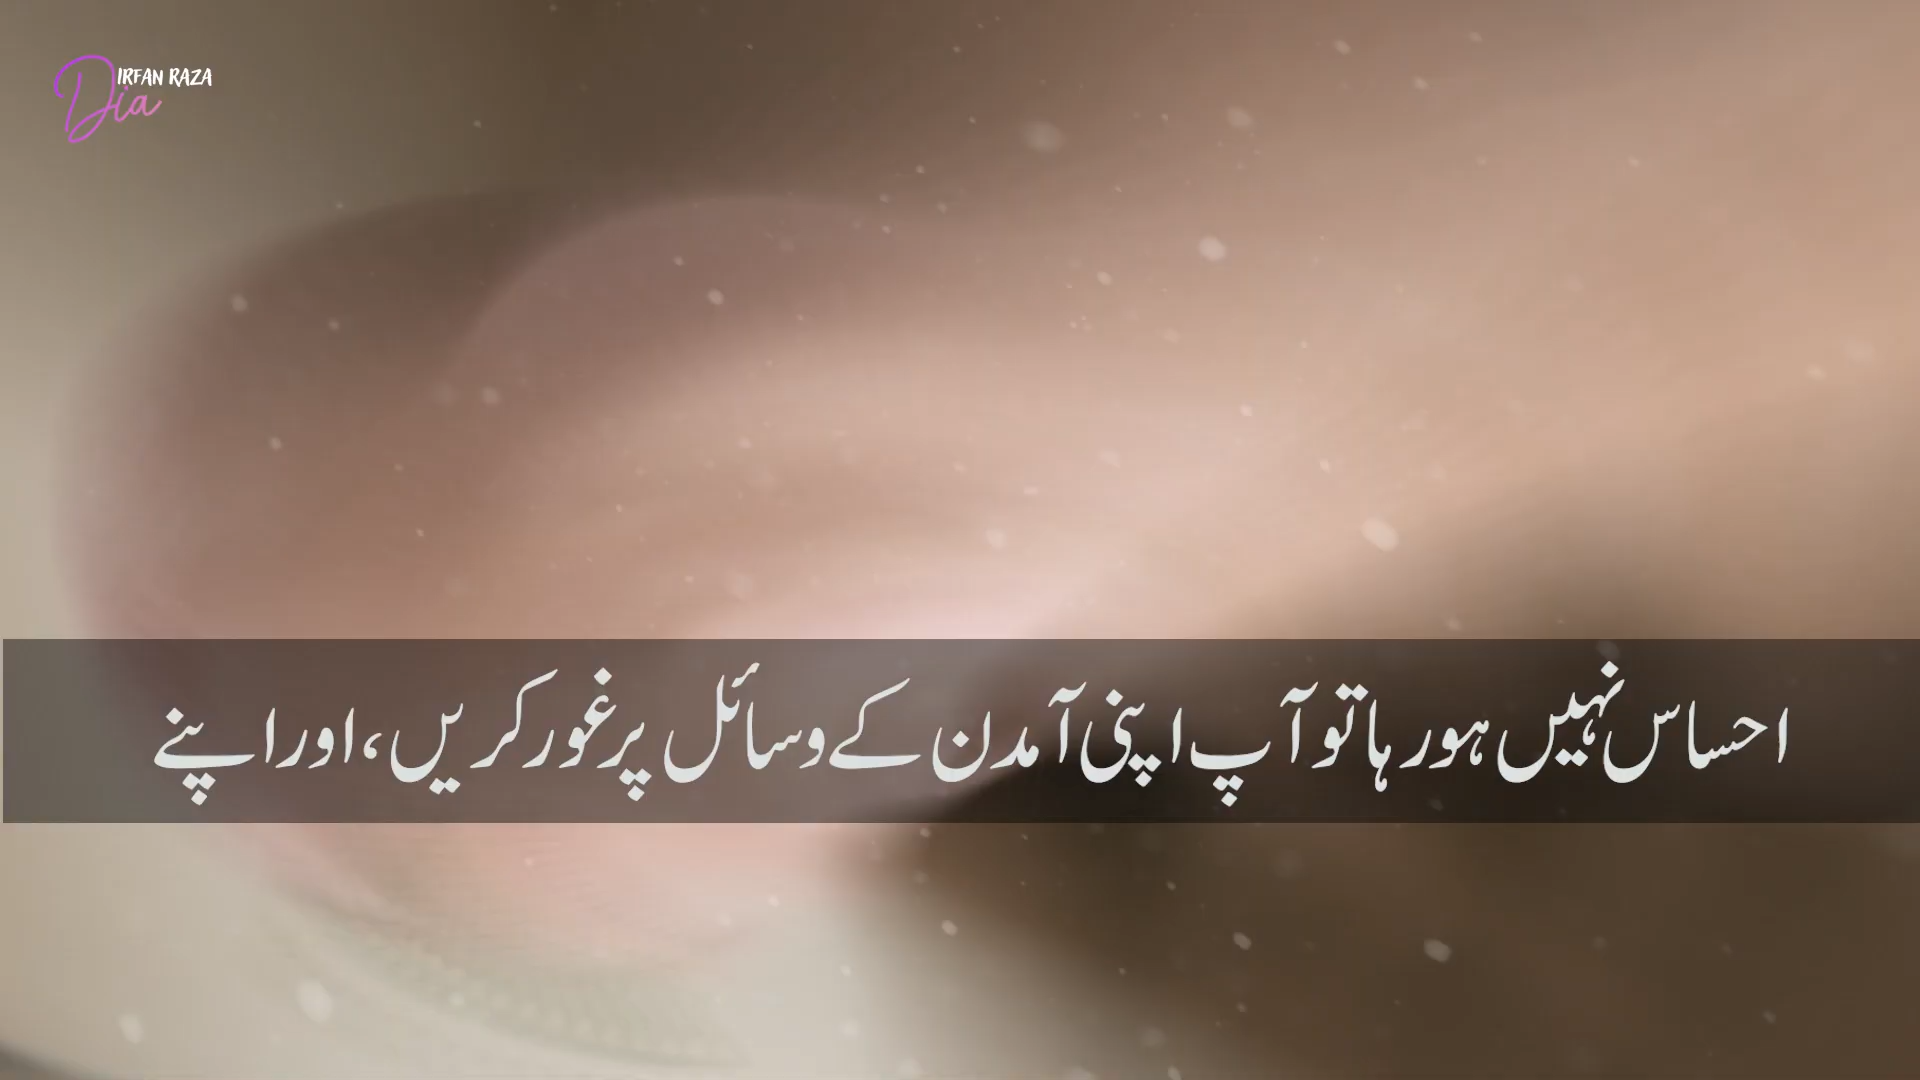 IRFAN RAZA
Dia
احساس نہیں ہو رہا تو آپ اپنی آمدن کے وسائل پر غور کریں، اور اپنے